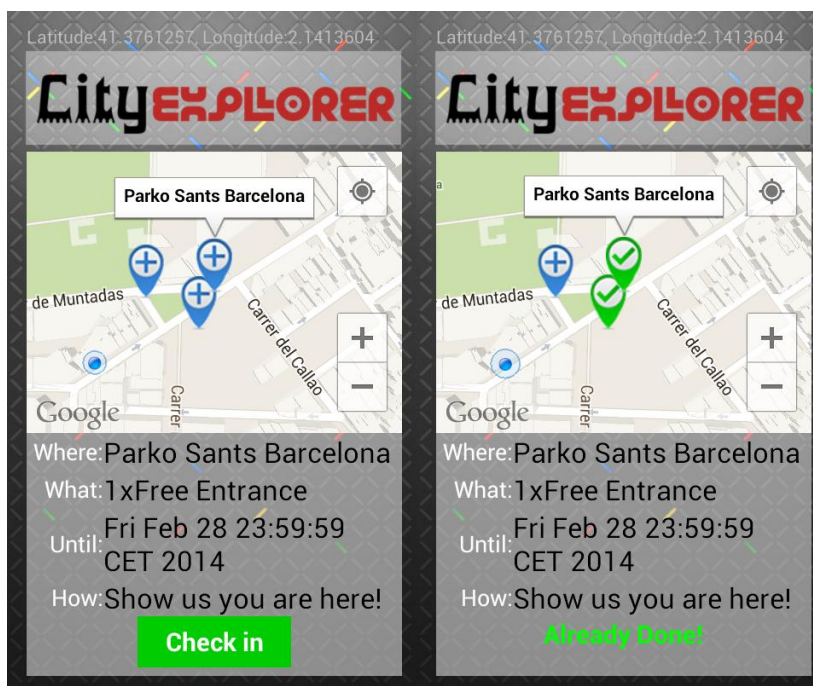 Latitude:41.3761257, Longitude:2.1413604
CityEXPLLORER
Parko Sants Barcelona
de Muntadas
Carrer del Callao
Carrer
Google
Where:Parko Sants Barcelona
What:1xFree Entrance
Until:Fri Feb 28 23:59:59
CET 2014
How:Show us you are here!
Check in
Latitude:41.3761257, Longitude:2.1413604
CityEXPLLORER
a
Parko Sants Barcelona
de Muntadas
Carrer del Callao
Carrer
Google
Where:Parko Sants Barcelona
What:1xFree Entrance
Until:Fri Feb 28 23:59:59
CET 2014
How:Show us you are here!
Already Done!